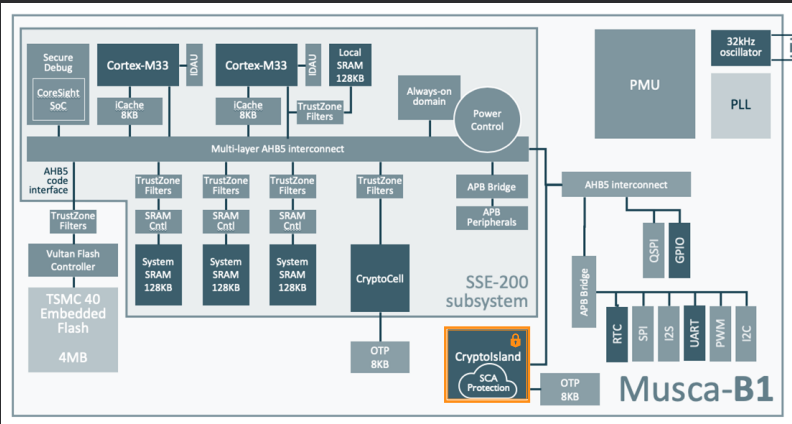 Secure
Debug
CoreSight
SoC
Cortex-M33
IDAU
iCache
8KB
Cortex-M33
IDAU
iCache
8KB
Local
SRAM
128KB
TrustZone
Filters
Always-on
domain
Power
Control
Multi-layer AHB5 interconnect
AHB5
code
interface
TrustZone
Filters
Vultan Flash
Controller
TSMC 40
Embedded
Flash
4MB
TrustZone
Filters
SRAM
Cntl
System
SRAM
128KB
TrustZone
Filters
SRAM
Cntl
System
SRAM
128KB
TrustZone
Filters
SRAM
Cntl
System
SRAM
128KB
TrustZone
Filters
CryptoCell
OTP
8KB
APB Bridge
APB
Peripherals
SSE-200
subsystem
CryptoIsland
SCA
Protection
OTP
8KB
PMU
32kHz
oscillator
PLL
AHB5 interconnect
QSPI
GPIO
APB Bridge
RTC
SPI
I2S
UART
PWM
I2C
Musca-B1